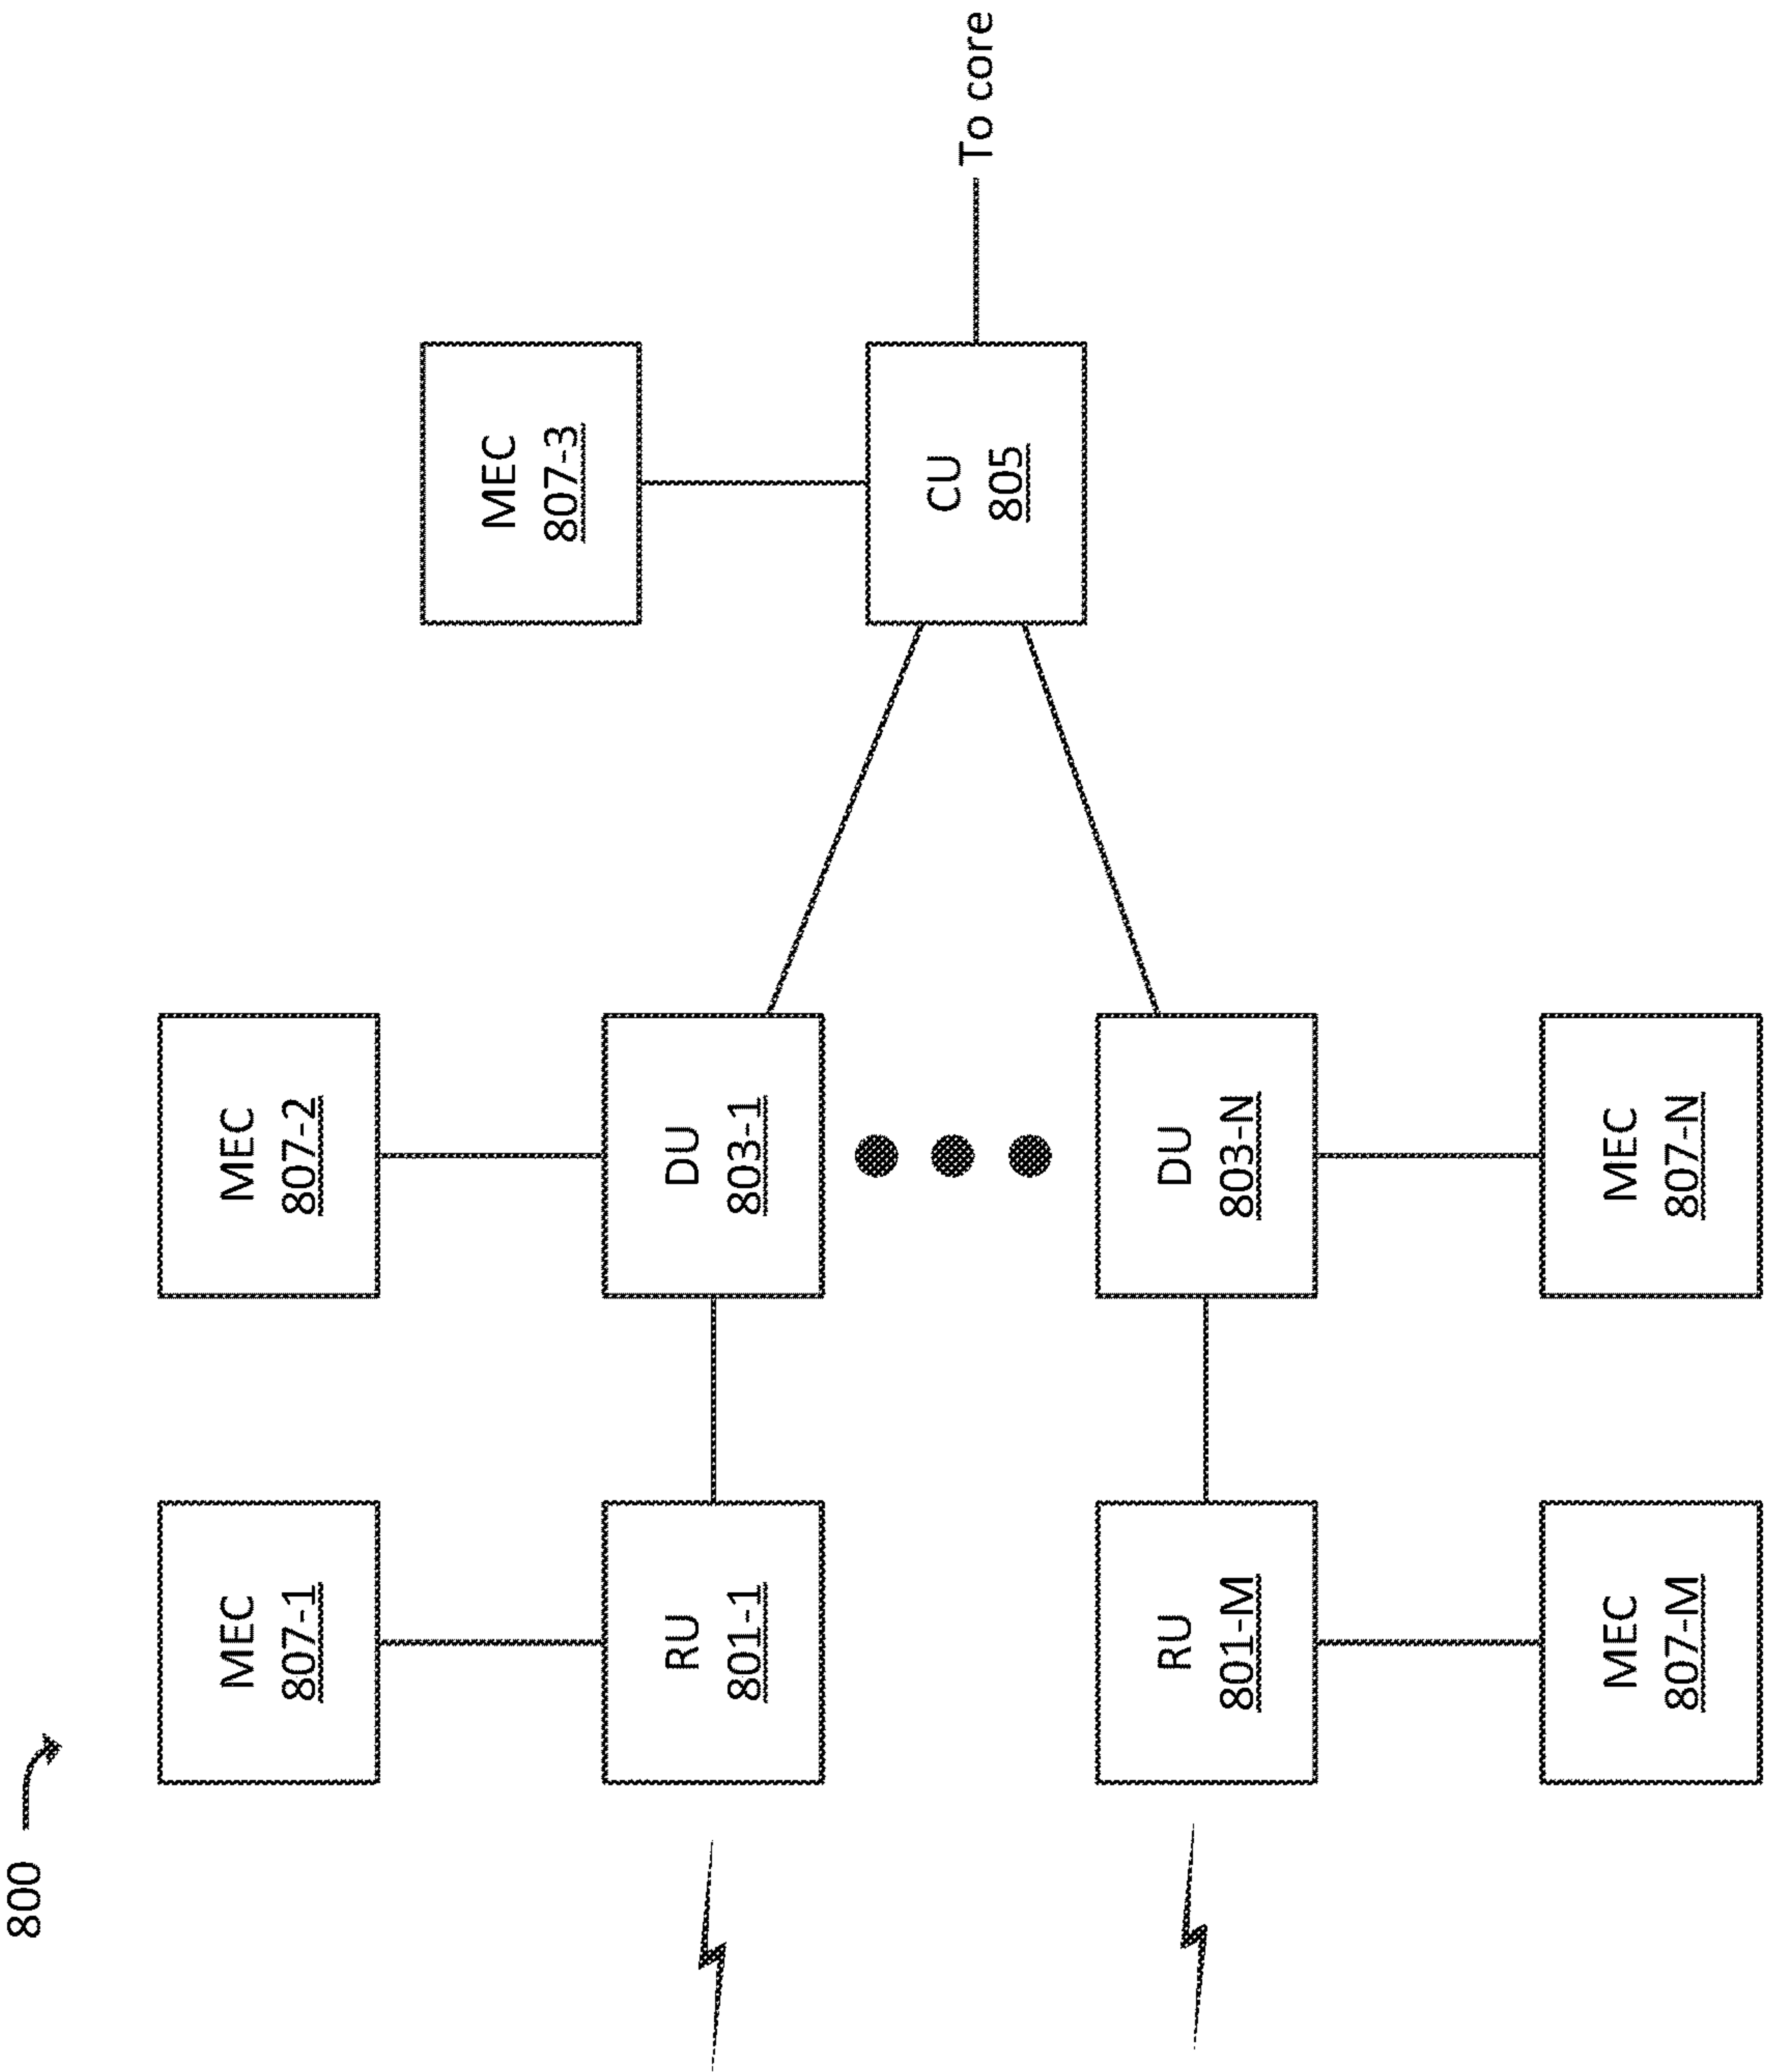 800
MEC
807-1
MEC
807-2
MEC
807-3
RU
801-1
DU
803-1
CU
805
To core
RU
801-M
DU
803-N
MEC
807-M
MEC
807-N